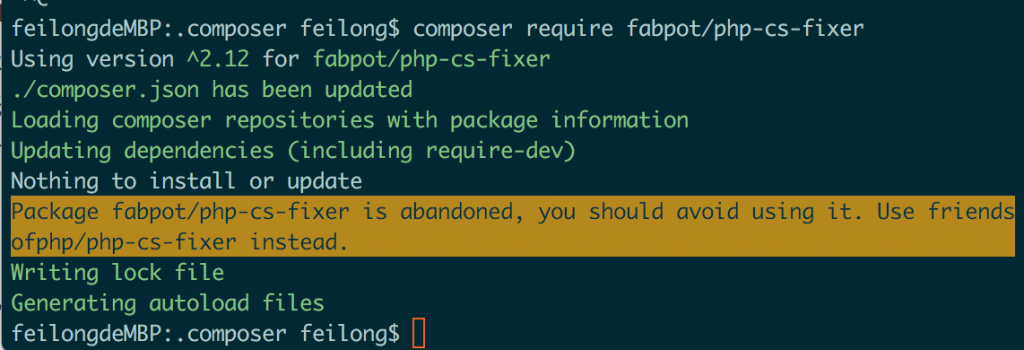 feilongdeMBP:.composer feilong$ composer require fabpot/php-cs-fixer
Using version ^2.12 for fabpot/php-cs-fixer
./composer.json has been updated
Loading composer repositories with package information
Updating dependencies (including require-dev)
Nothing to install or update
Package fabpot/php-cs-fixer is abandoned, you should avoid using it. Use friends
ofphp/php-cs-fixer instead.
Writing lock file
Generating autoload files
feilongdeMBP:.composer feilong$